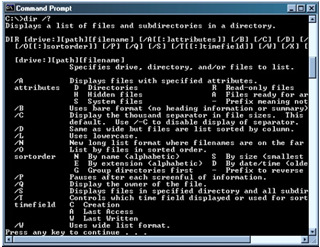 Command Prompt
C:\>dir /?
Displays a list of files and subdirectories in a directory.
DIR [drive:][path][filename] [/A[[:]attributes]] [/B] [/C] [/D] [/
[/O[[:]sortorder]] [/P] [/Q] [/S] [/T[[:]timefield]] [/W] [/X] [
[drive:][path][filename]
Specifies drive, directory, and/or files to list.
/A Displays files with specified attributes.
attributes D Directories R Read-only files
H Hidden files A Files ready for ar
S System files - Prefix meaning not
/B Uses bare format (no heading information or summary)
/C Display the thousand separator in file sizes. This
default. Use /-C to disable display of separator.
/D Same as wide but files are list sorted by column.
/L Uses lowercase.
/N New long list format where filenames are on the far
/O List by files in sorted order.
sortorder N By name (alphabetic) S By size (smallest
E By extension (alphabetic) D By date/time (olde
G Group directories first - Prefix to reverse
/P Pauses after each screenful of information.
/Q Display the owner of the file.
/S Displays files in specified directory and all subdir
/T Controls which time field displayed or used for sort
timefield C Creation
A Last Access
W Last Written
/W Uses wide list format.
Press any key to continue . . .